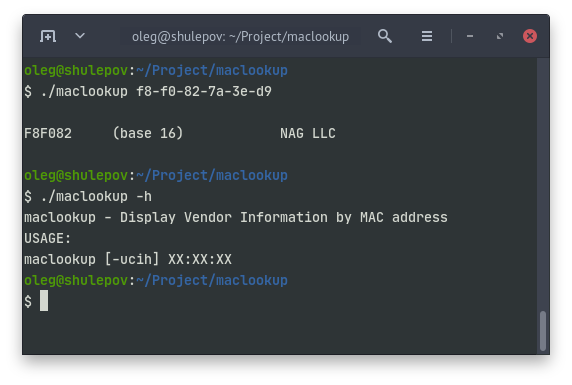 oleg@shulepov: ~/Project/maclookup
oleg@shulepov:~/Project/maclookup
$ ./maclookup f8-f0-82-7a-3e-d9
F8F082     (base 16)            NAG LLC
oleg@shulepov:~/Project/maclookup
$ ./maclookup -h
maclookup - Display Vendor Information by MAC address
USAGE:
maclookup [-ucih] XX:XX:XX
oleg@shulepov:~/Project/maclookup
$